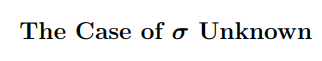 The Case of σ Unknown